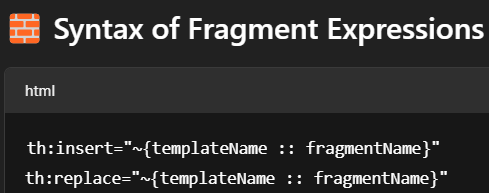 🧱 Syntax of Fragment Expressions
html
th:insert="~{templateName :: fragmentName}"
th:replace="~{templateName :: fragmentName}"